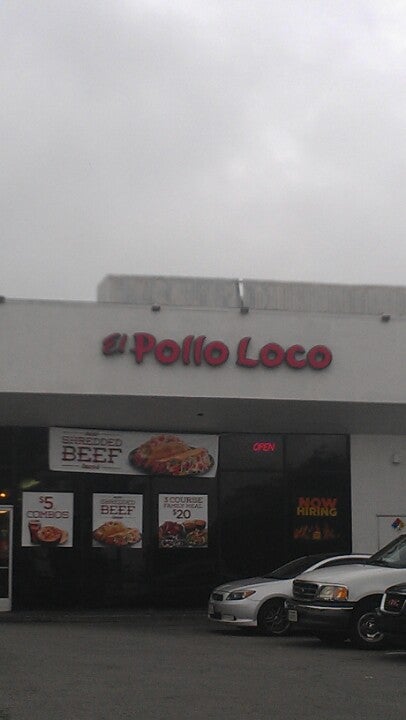 El Pollo Loco
SHREDDED
BEEF
OPEN
$5
COMBOS
SHREDDED
BEEF
3 COURSE
FAMILY MEAL
$20
NOW
HIRING